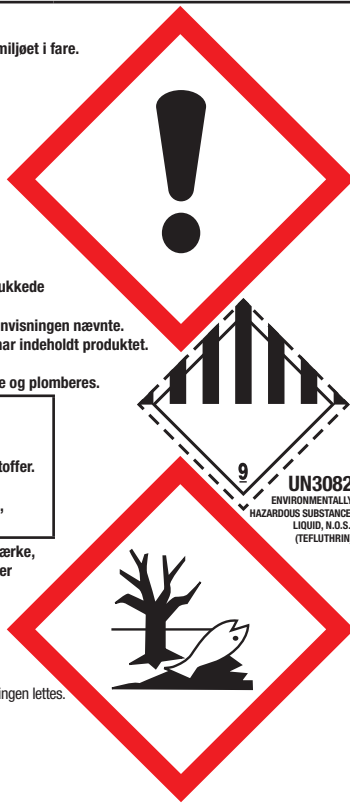 miljøet i fare.
ukkede
nvisningen nævnte.
har indeholdt produktet.
e og plomberes.
toffer.
,
ærke,
er
ingen lettes.
9
UN3082
ENVIRONMENTALLY
HAZARDOUS SUBSTANCE
LIQUID, N.O.S.
(TEFLUTHRIN